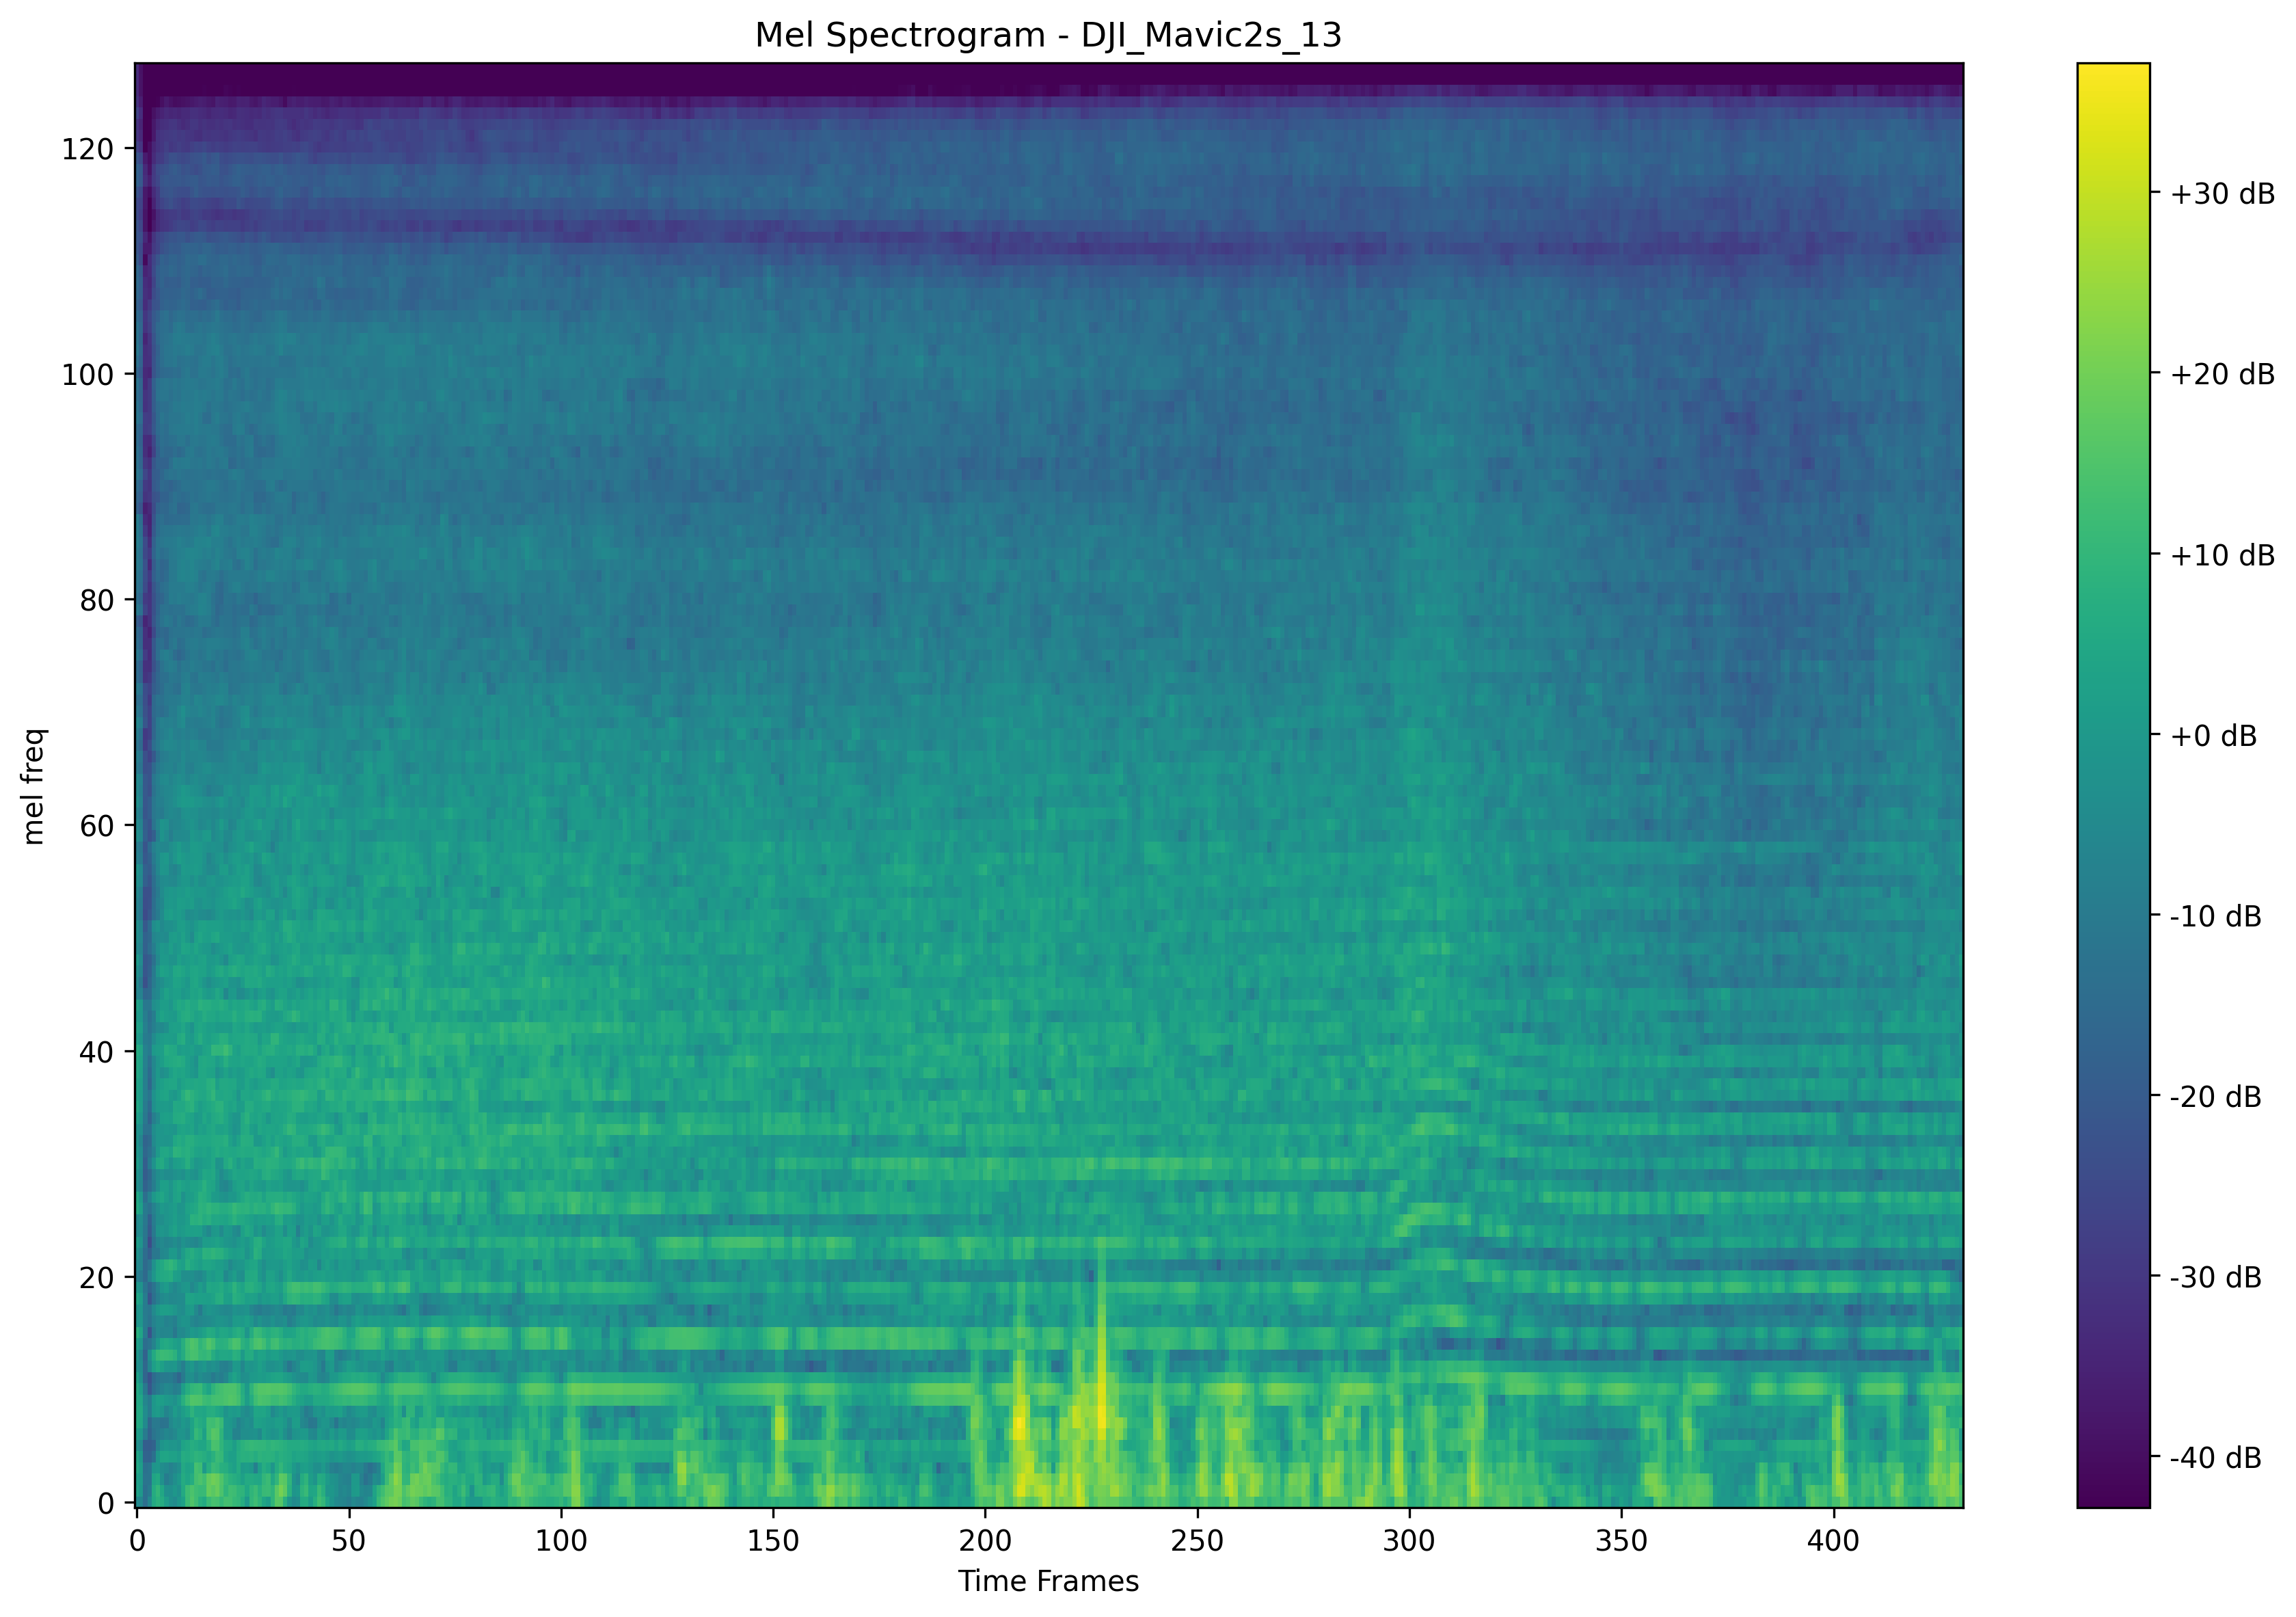 Mel Spectrogram - DJI_Mavic2s_13
mel freq
120
100
80
60
40
20
0
0 50 100 150 200 250 300 350 400
Time Frames
+30 dB
+20 dB
+10 dB
+0 dB
-10 dB
-20 dB
-30 dB
-40 dB